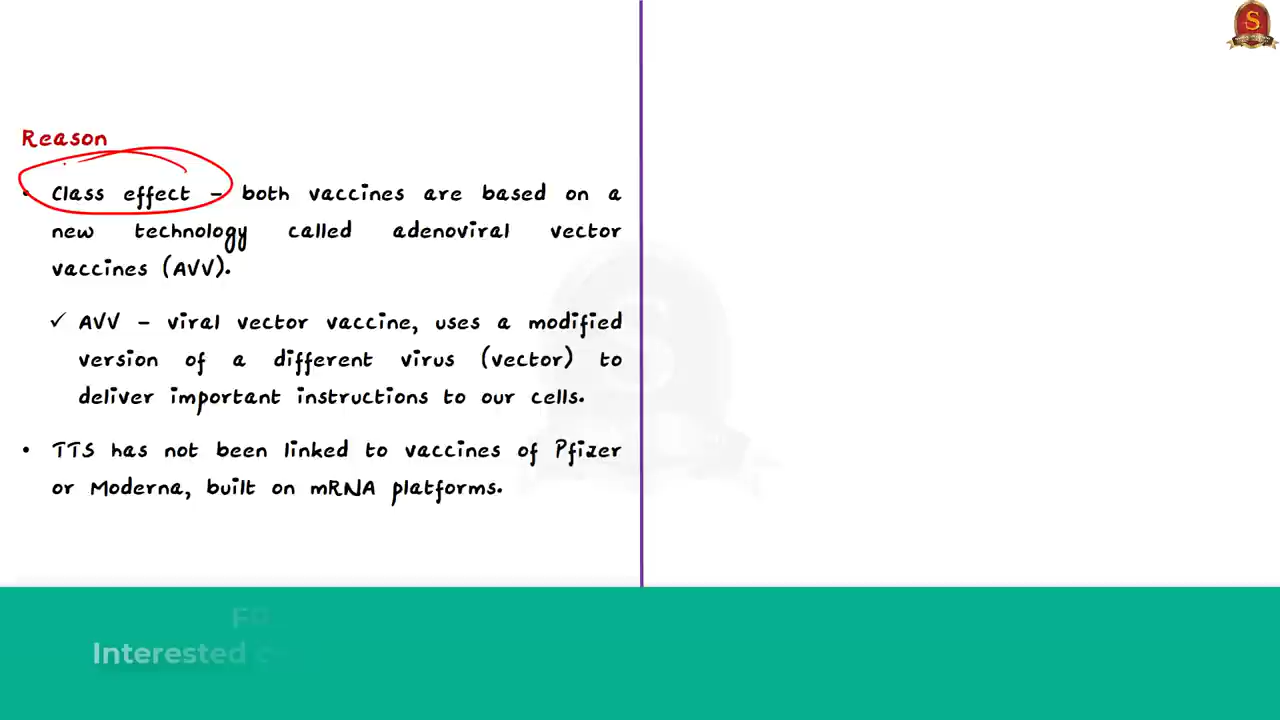 S
Reason
• Class effect – both vaccines are based on a
new technology called adenoviral vector
vaccines (AVV).
✓ AVV – viral vector vaccine, uses a modified
version of a different virus (vector) to
deliver important instructions to our cells.
• TTS has not been linked to vaccines of Pfizer
or Moderna, built on mRNA platforms.
Interested